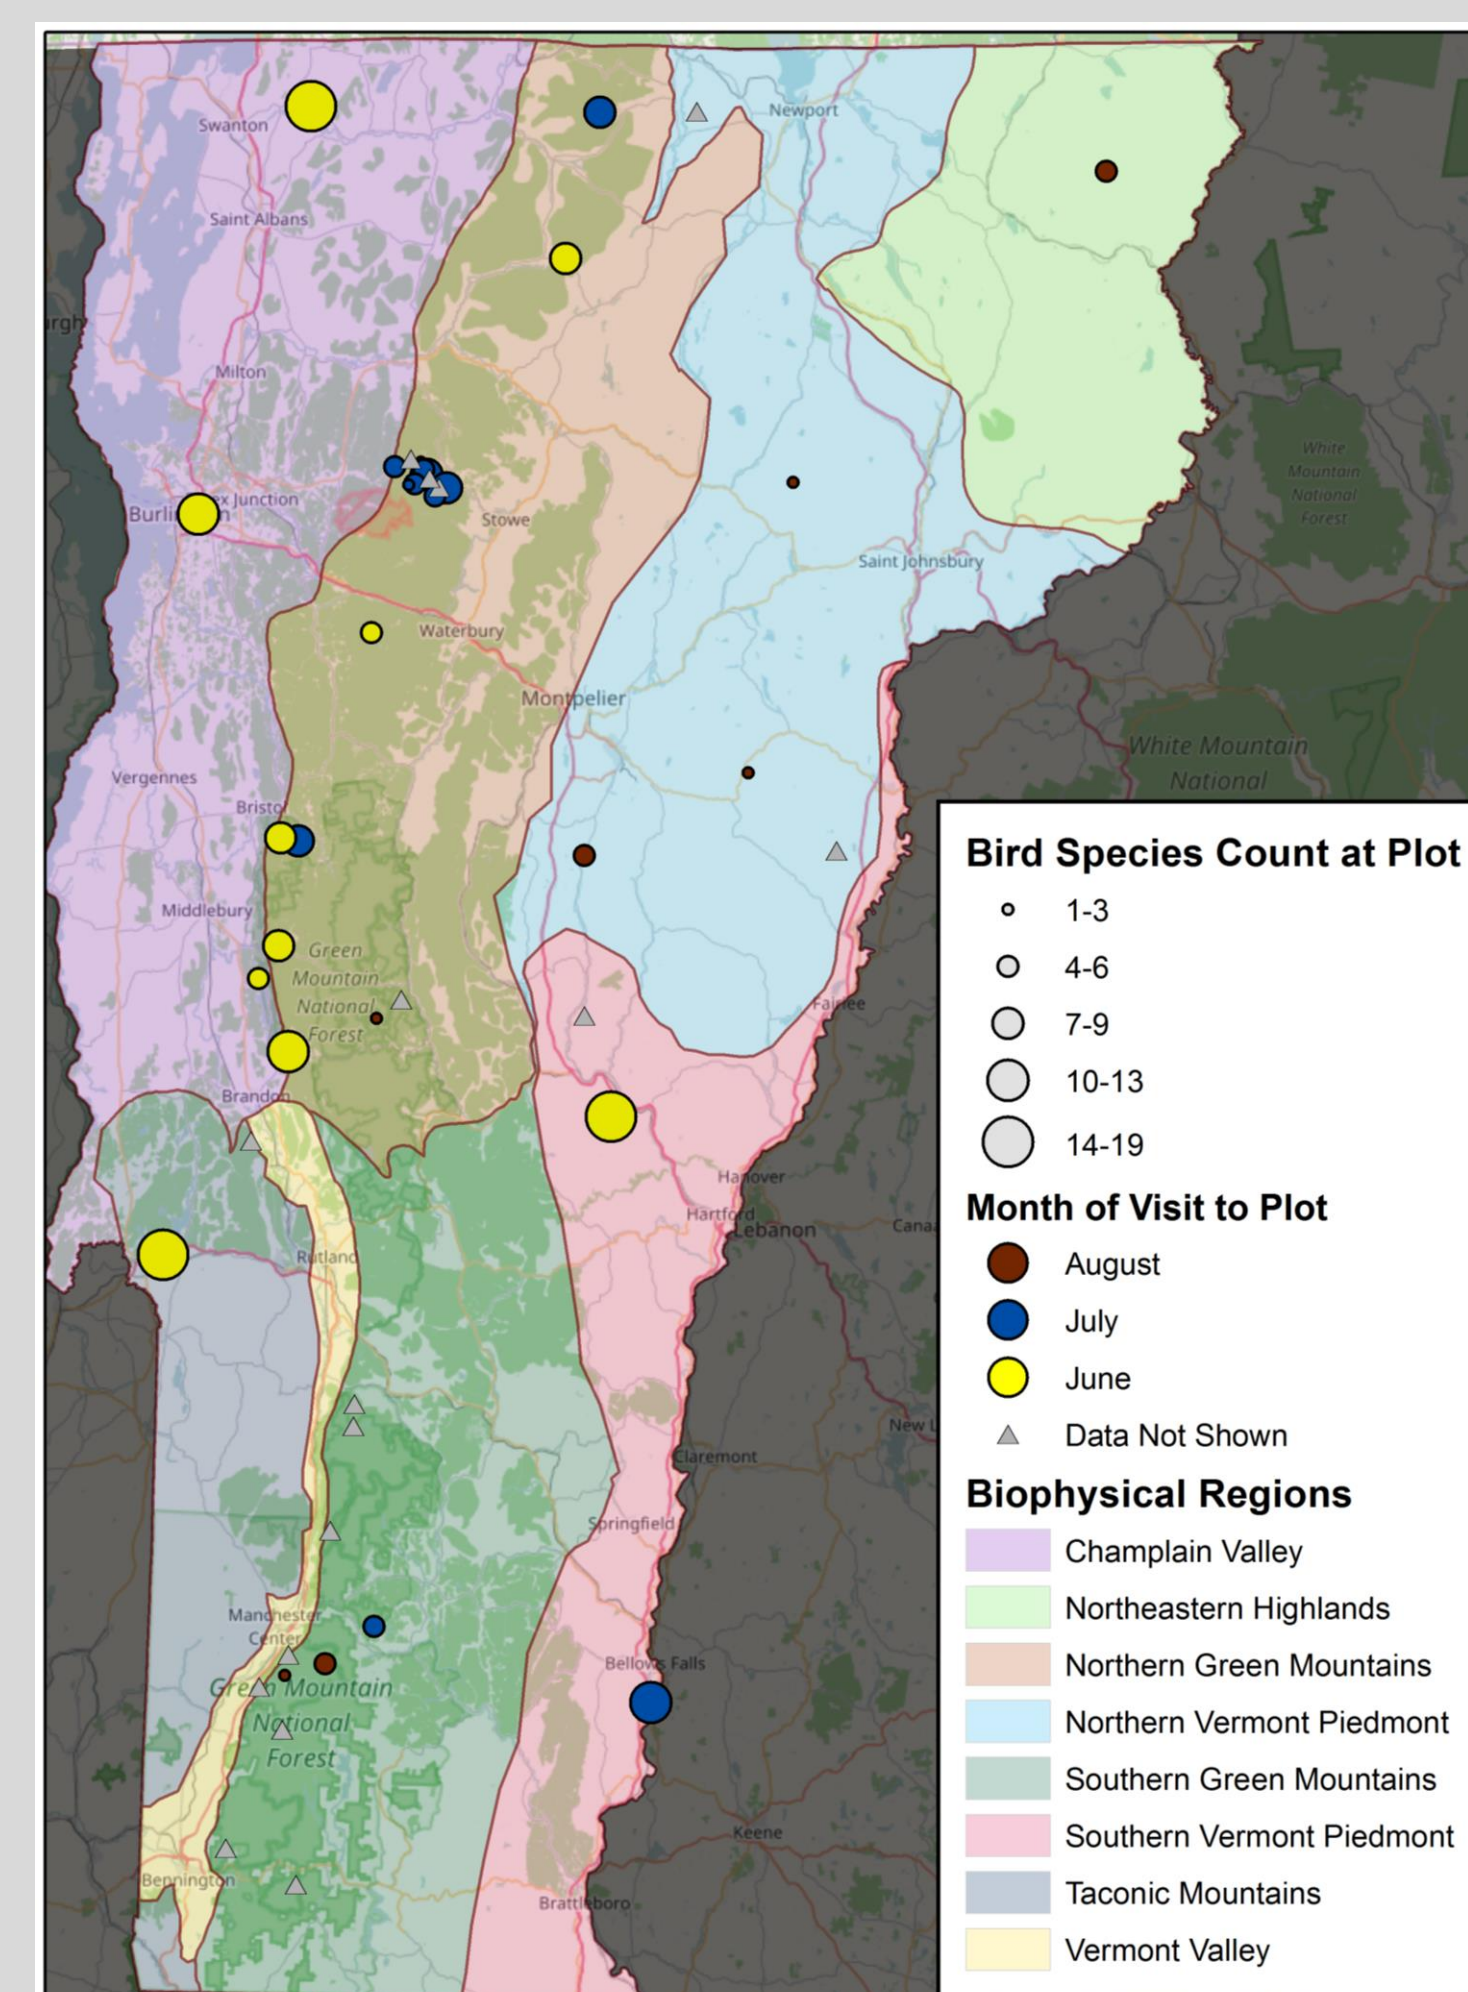 Newport
Swanton
Saint Albans
Milton
White
Mountain
National
Forest
Junction
Stowe
Saint Johnsbury
Waterbury
Montpelier
White Mountain
National
Vergennes
Bristol
Middlebury
Green
Mountain
National
Forest
Fairlee
Brandon
Hanover
Hartford
Lebanon
Rutland
Claremont
Springfield
Manchester
Center
Bellows Falls
Green Mountain
National
Forest
Keene
Bennington
Brattleboro
Bird Species Count at Plot
1-3
4-6
7-9
10-13
14-19
Month of Visit to Plot
August
July
June
Data Not Shown
Biophysical Regions
Champlain Valley
Northeastern Highlands
Northern Green Mountains
Northern Vermont Piedmont
Southern Green Mountains
Southern Vermont Piedmont
Taconic Mountains
Vermont Valley